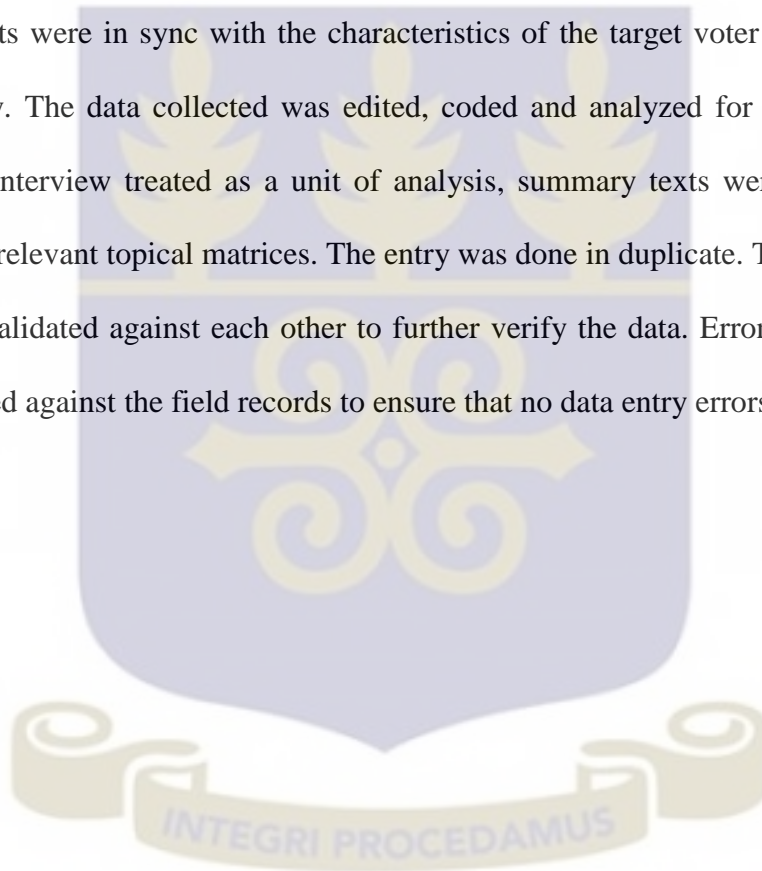 ts were in sync with the characteristics of the target voter
. The data collected was edited, coded and analyzed for
nterview treated as a unit of analysis, summary texts wer
relevant topical matrices. The entry was done in duplicate. T
alidated against each other to further verify the data. Error
ed against the field records to ensure that no data entry errors
INTEGRI PROCEDAMUS